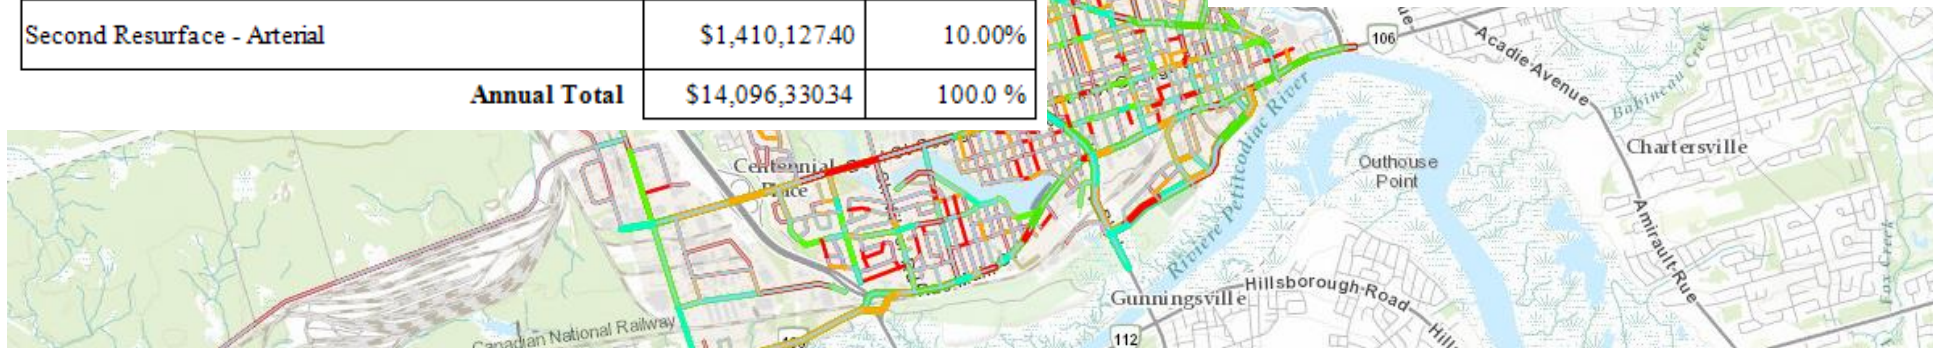 Second Resurface - Arterial $1,410,127.40 10.00%
Annual Total $14,096,330.34 100.0 %
106
Acadie-Avenue
Babineau Creek
Chartersville
Outhouse
Point
Riviere Petitcodiac River
Centennial
Place
Amirault-Rue
Fox Creek
Gunningsville
Hillsborough-Road
Canadian National Railway
112